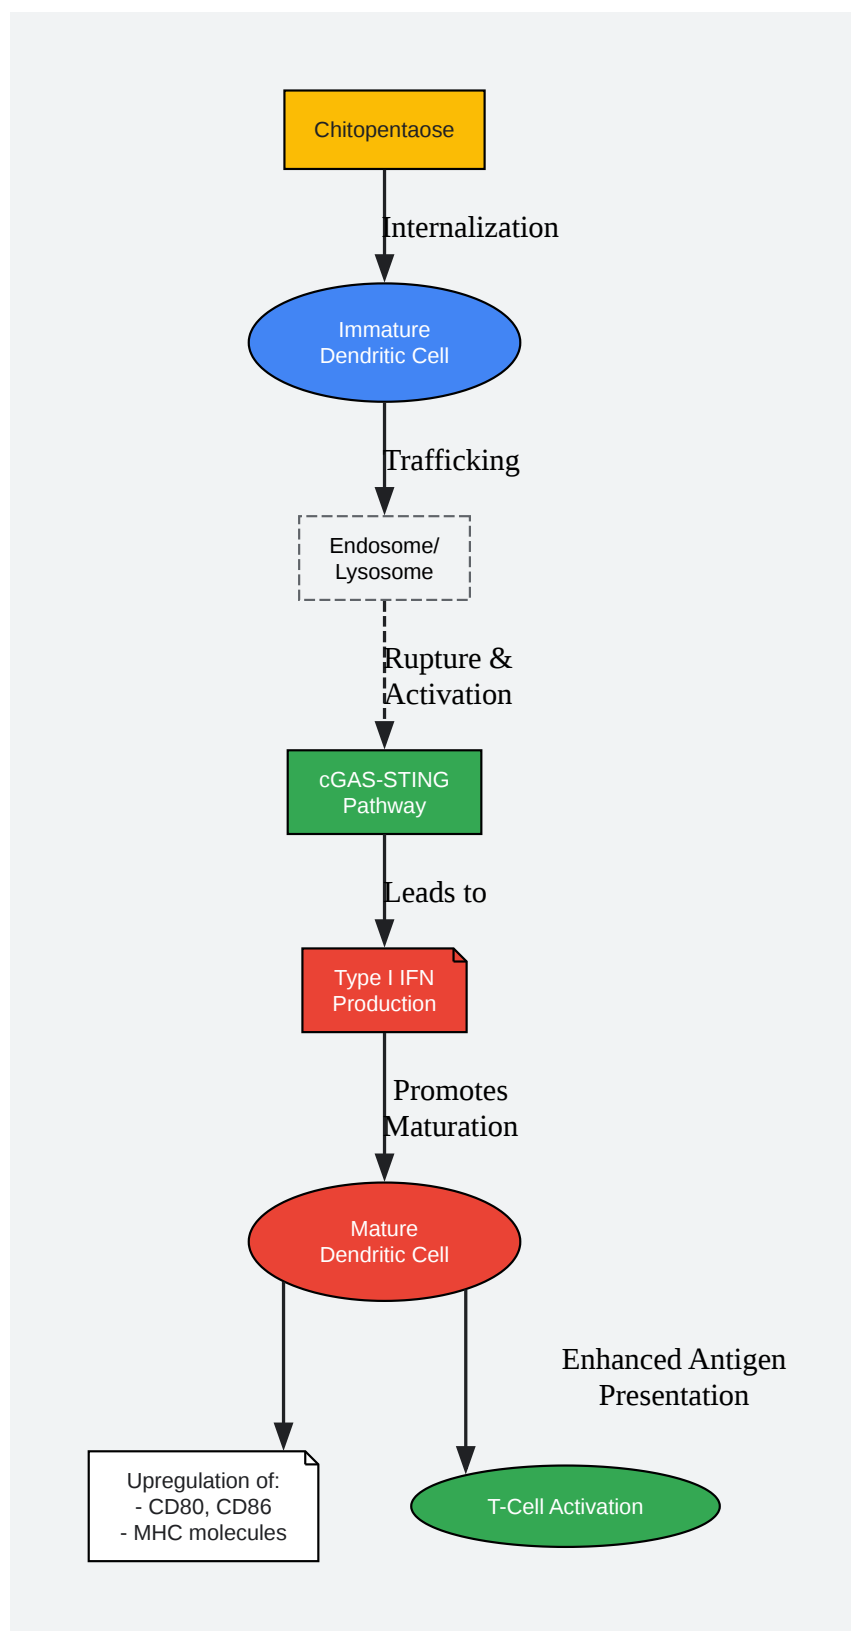 Chitopentaose
Internalization
Immature
Dendritic Cell
Trafficking
Endosome/
Lysosome
Rupture &
Activation
cGAS-STING
Pathway
Leads to
Type I IFN
Production
Promotes
Maturation
Mature
Dendritic Cell
Enhanced Antigen
Presentation
Upregulation of:
- CD80, CD86
- MHC molecules
T-Cell Activation